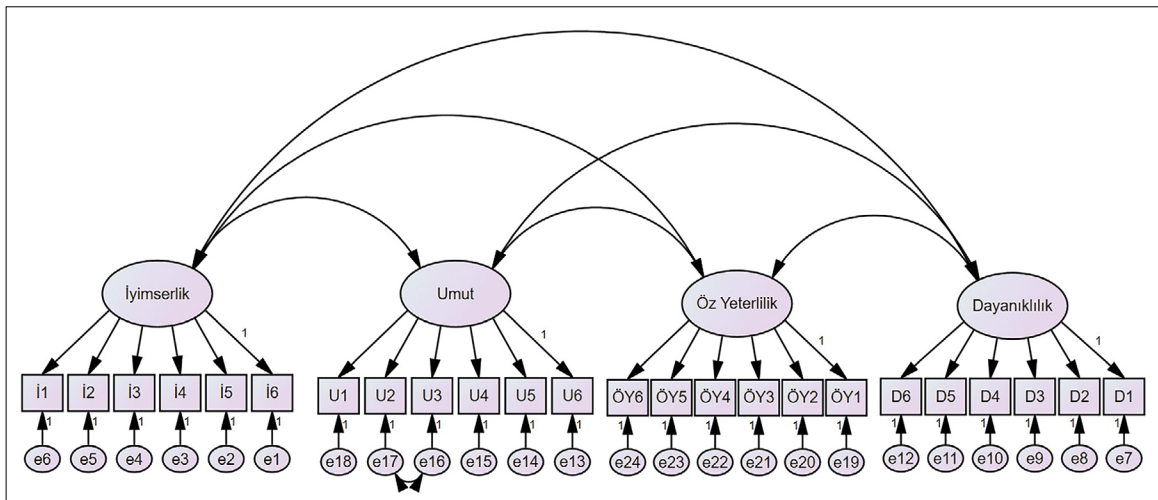 İyimserlik Umut Öz Yeterlilik Dayanıklılık
1 1 1 1
İ1 İ2 İ3 İ4 İ5 İ6 U1 U2 U3 U4 U5 U6 ÖY6 ÖY5 ÖY4 ÖY3 ÖY2 ÖY1 D6 D5 D4 D3 D2 D1
1 1 1 1 1 1 1 1 1 1 1 1 1 1 1 1 1 1 1 1 1 1 1 1
e6 e5 e4 e3 e2 e1 e18 e17 e16 e15 e14 e13 e24 e23 e22 e21 e20 e19 e12 e11 e10 e9 e8 e7